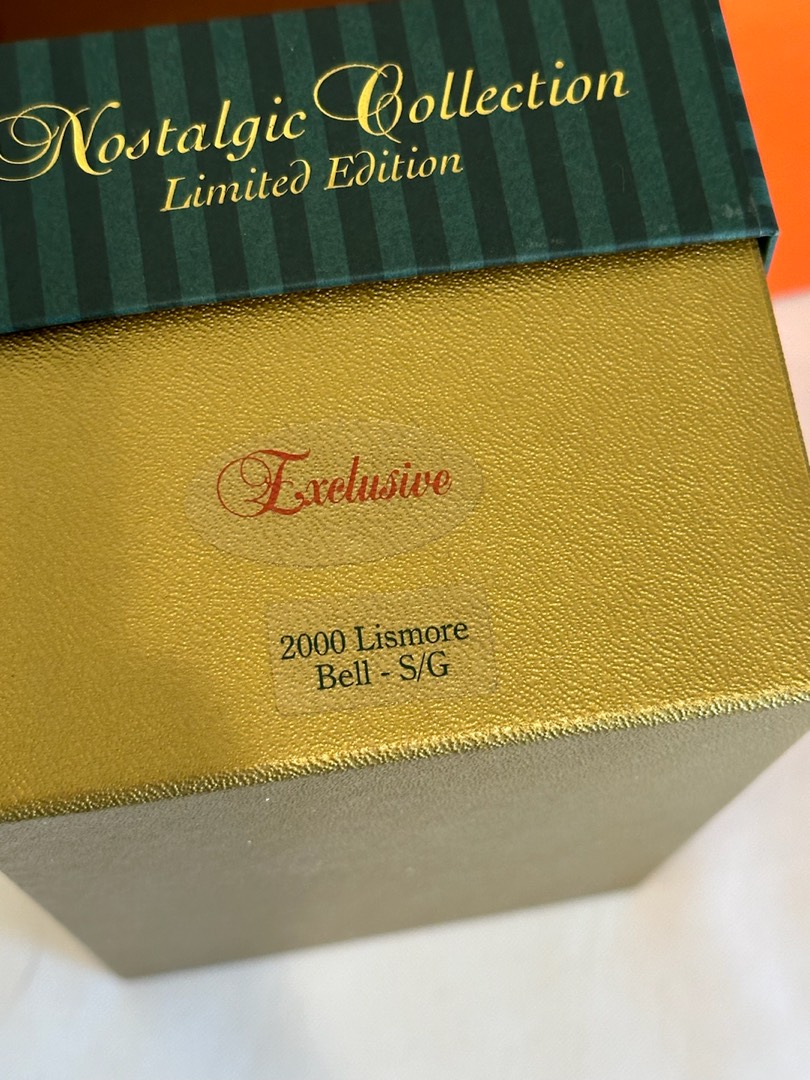 Nostalgic Collection
Limited Edition
Exclusive
2000 Lismore
Bell - S/G